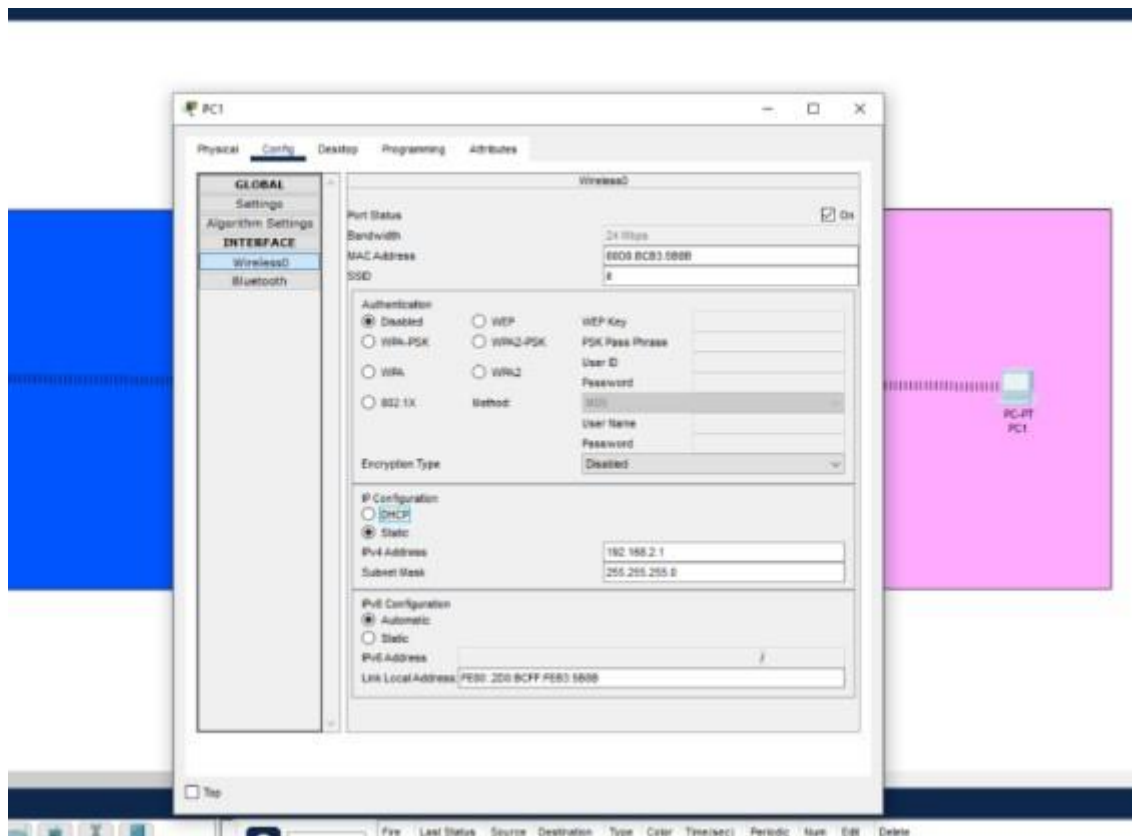 PC1
Physical Config Desktop Programming Attributes
GLOBAL
Settings
Algorithm Settings
INTERFACE
Wireless0
Bluetooth
Wireless0
Port Status On
Bandwidth 24 Mbps
MAC Address
SSID
Authentication
Disabled WEP WEP Key
WPA-PSK WPA2-PSK PSK Pass Phrase
User ID
WPA WPA2
Password
802.1X Method: MD5
User Name
Password
Encryption Type Disabled
IP Configuration
DHCP
Static
IPv4 Address 192.168.2.1
Subnet Mask 255.255.255.0
IPv6 Configuration
Automatic
Static
IPv6 Address /
Link Local Address:
Top
PC-PT
PC1
Fire Last Status Source Destination Type Color Time(sec) Periodic Num Edit Delete